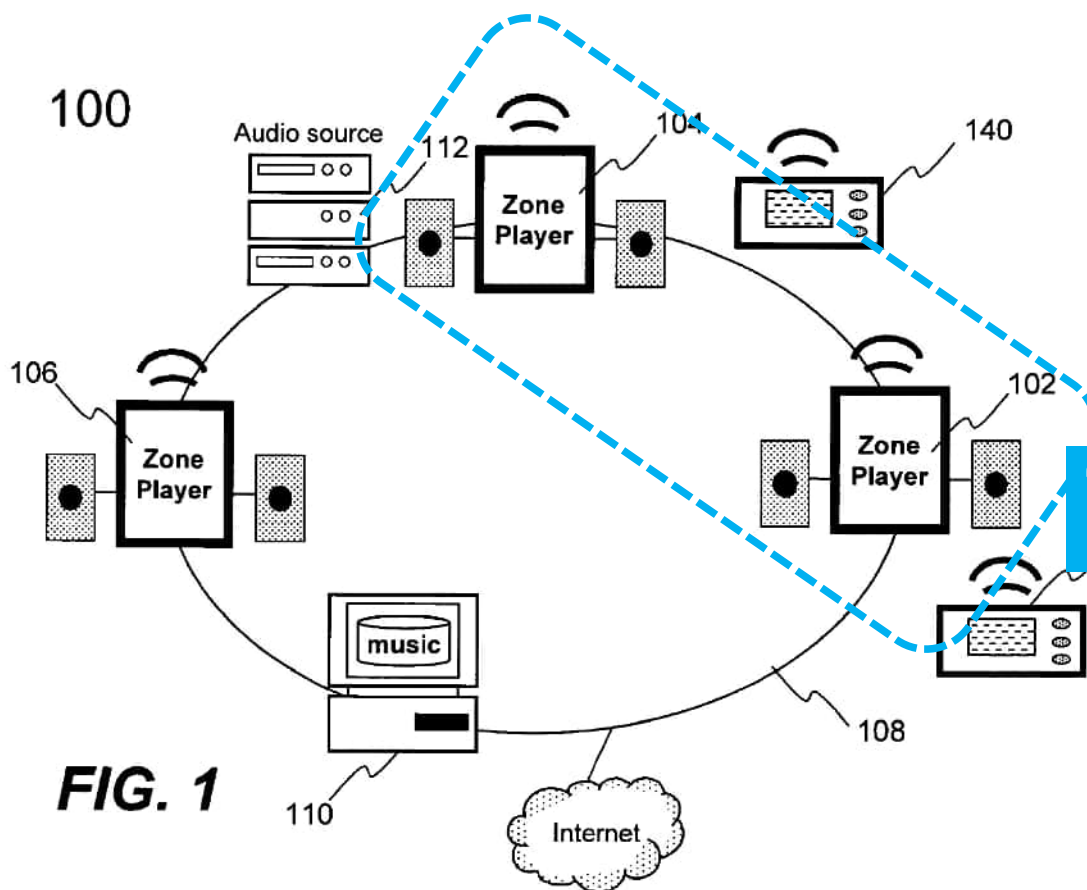 100
Audio source
112
104
140
Zone
Player
106
102
Zone
Player
Zone
Player
music
108
FIG. 1
110
Internet